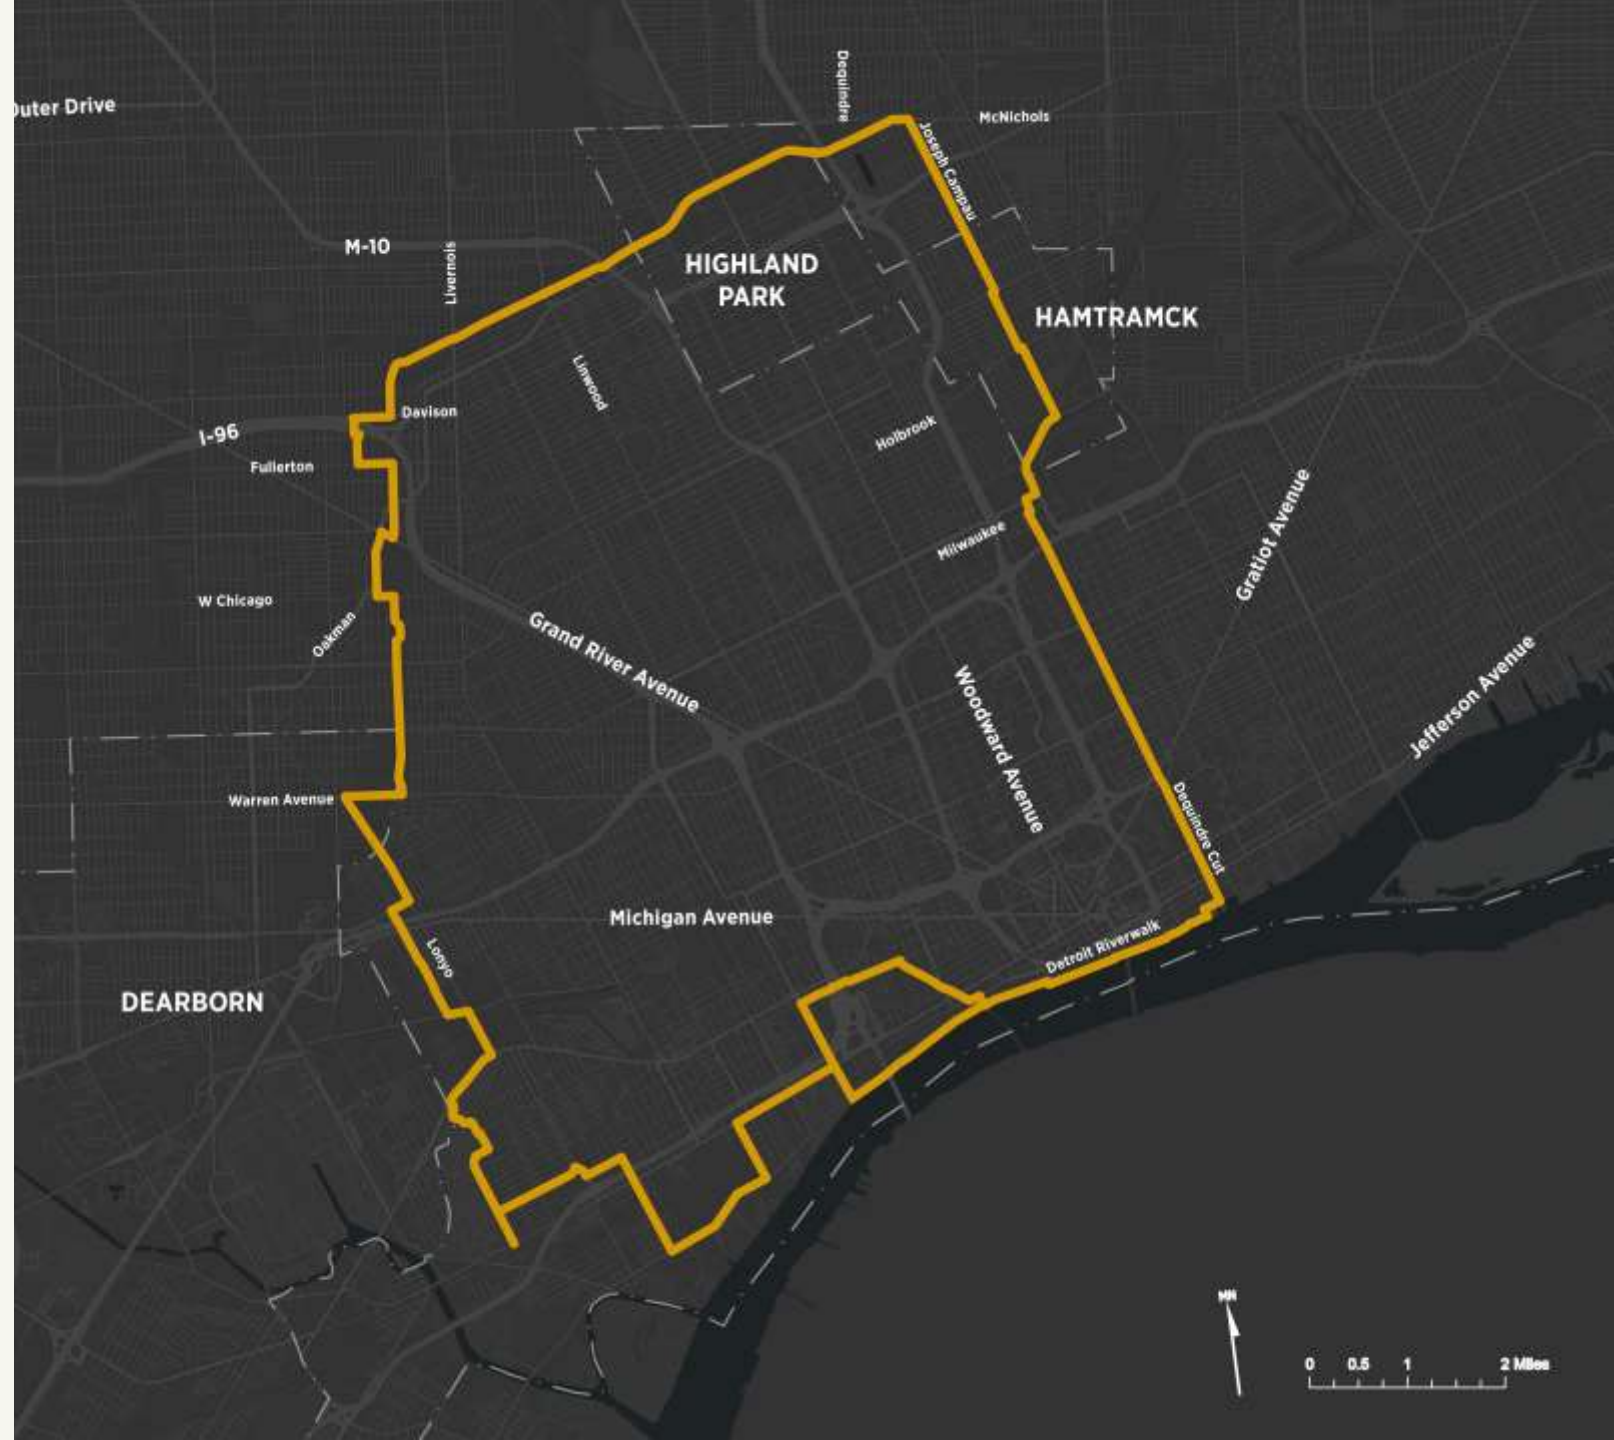 Dequindre
Outer Drive
McNichols
Joseph Campau
M-10
Livernois
HIGHLAND
PARK
HAMTRAMCK
Linwood
Davison
I-96
Holbrook
Fullerton
Gratiot Avenue
Milwaukee
W Chicago
Oakman
Grand River Avenue
Woodward Avenue
Jefferson Avenue
Warren Avenue
Dequindre Cut
Michigan Avenue
Lonyo
Detroit Riverwalk
DEARBORN
MN
0 0.5 1 2 Miles